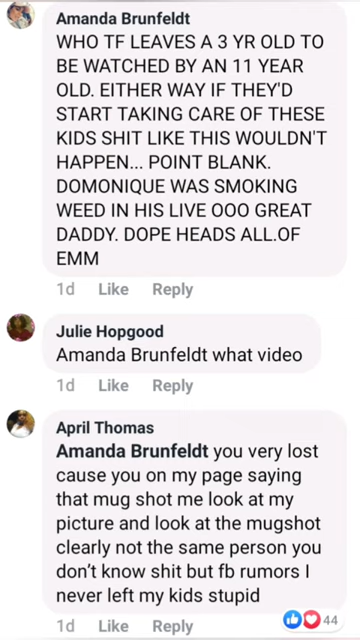 Amanda Brunfeldt
WHO TF LEAVES A 3 YR OLD TO
BE WATCHED BY AN 11 YEAR
OLD. EITHER WAY IF THEY'D
START TAKING CARE OF THESE
KIDS SHIT LIKE THIS WOULDN'T
HAPPEN... POINT BLANK.
DOMONIQUE WAS SMOKING
WEED IN HIS LIVE OOO GREAT
DADDY. DOPE HEADS ALL.OF
EMM
1d Like Reply
Julie Hopgood
Amanda Brunfeldt what video
1d Like Reply
April Thomas
Amanda Brunfeldt you very lost
cause you on my page saying
that mug shot me look at my
picture and look at the mugshot
clearly not the same person you
don't know shit but fb rumors I
never left my kids stupid
44
1d Like Reply